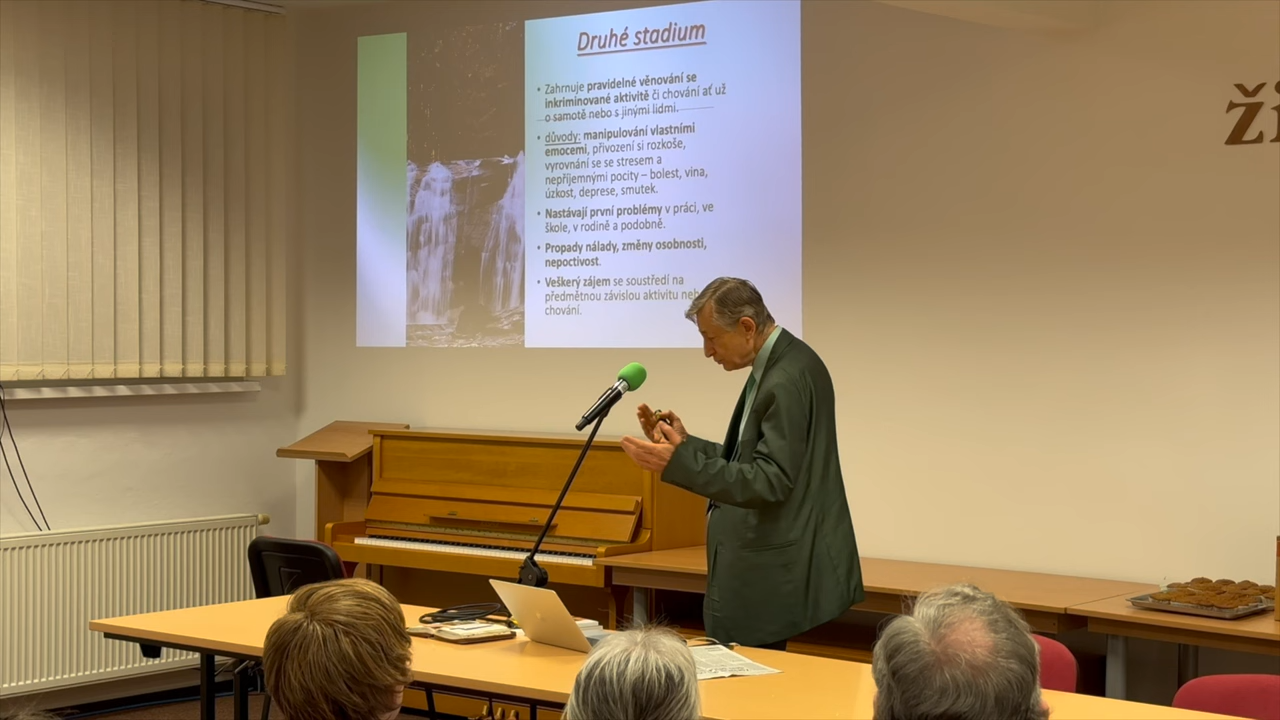 Druhé stadium
• Zahrnuje pravidelné věnování se
inkriminované aktivitě či chování ať už
o samotě nebo s jinými lidmi.
• důvody: manipulování vlastními
emocemi, přivození si rozkoše,
vyrovnání se se stresem a
nepříjemnými pocity – bolest, vina,
úzkost, deprese, smutek.
• Nastávají první problémy v práci, ve
škole, v rodině a podobně.
• Propady nálady, změny osobnosti,
nepoctivost.
• Veškerý zájem se soustředí na
předmětnou závislou aktivitu neb
chování.
ži